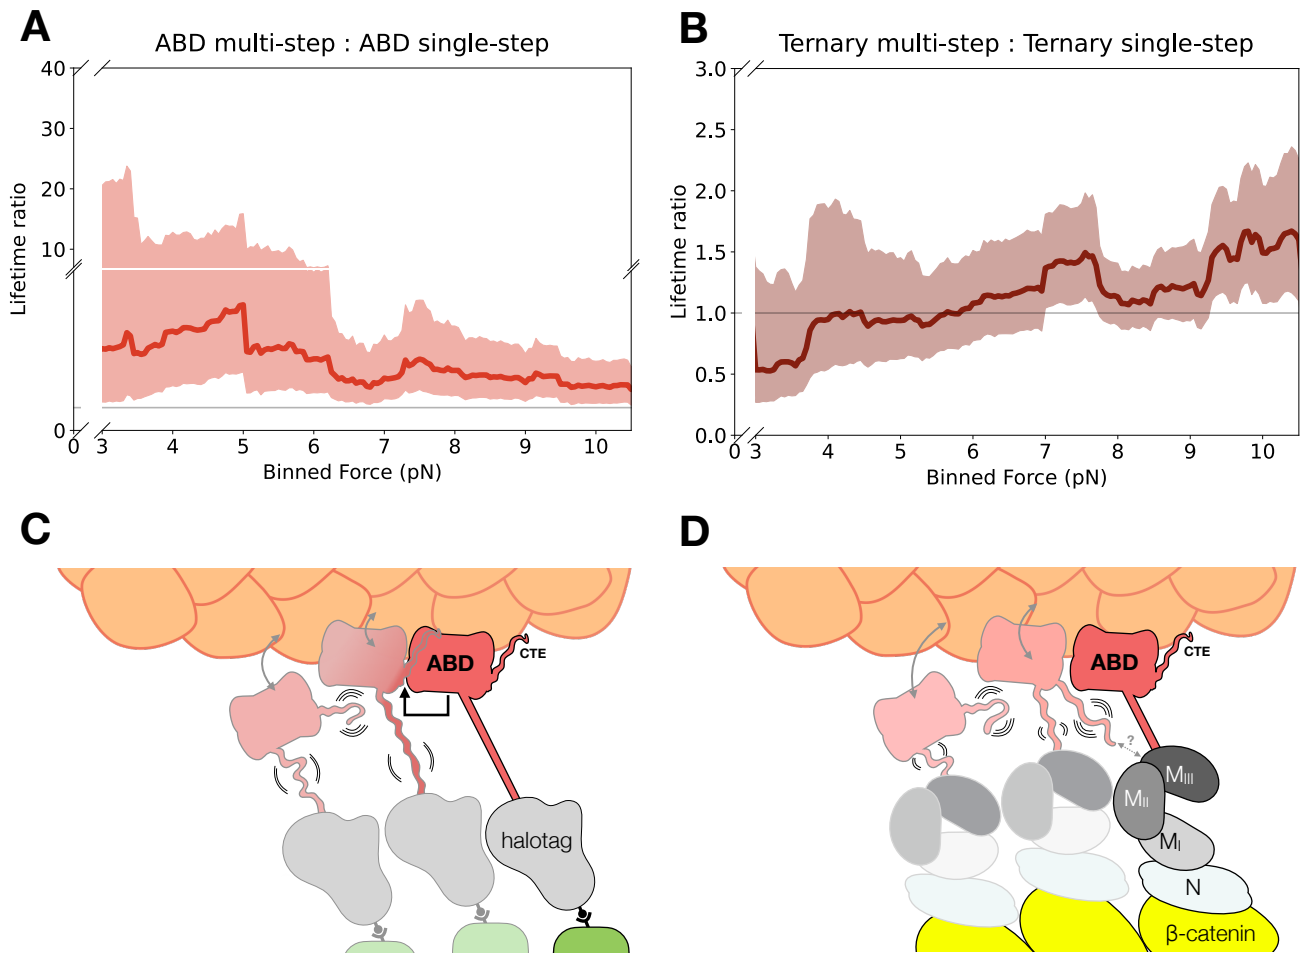 A
ABD multi-step : ABD single-step
40
30
20
10
0
Lifetime ratio
0 3 4 5 6 7 8 9 10
Binned Force (pN)
B
Ternary multi-step : Ternary single-step
3.0
2.5
2.0
1.5
1.0
0.5
0.0
Lifetime ratio
0 3 4 5 6 7 8 9 10
Binned Force (pN)
C
ABD
CTE
halotag
D
ABD
CTE
?
MIII
MII
MI
N
β-catenin